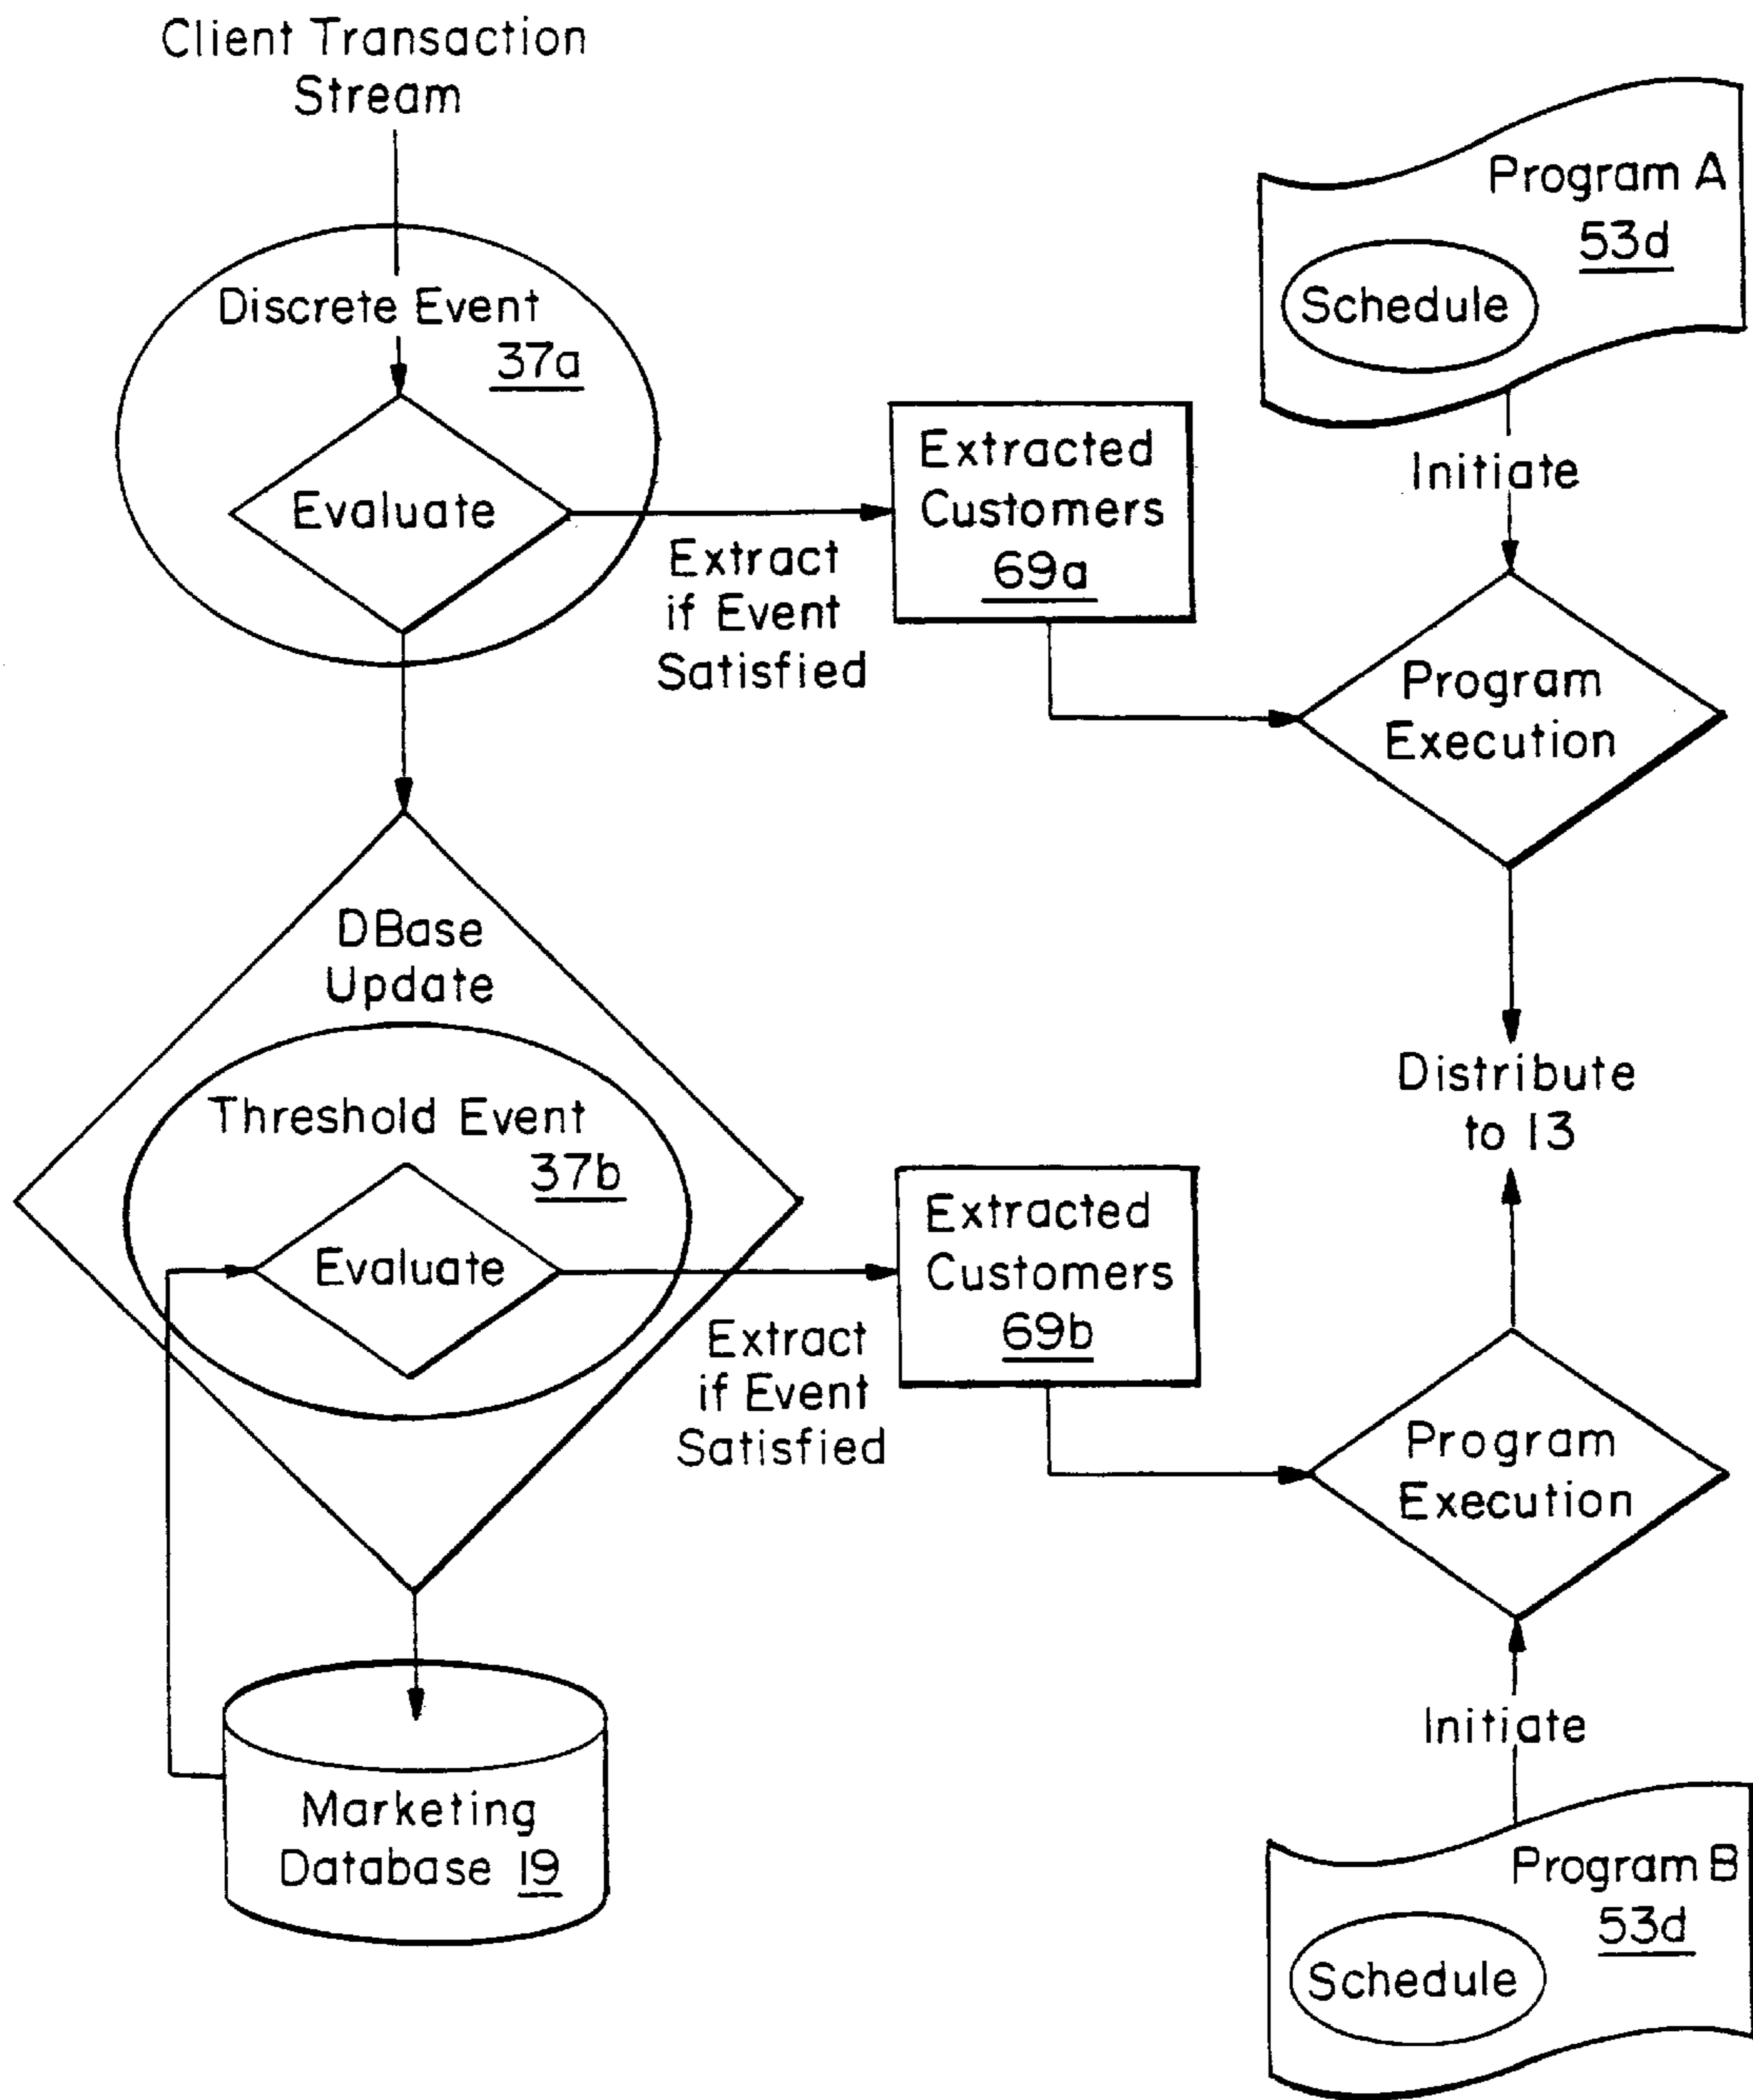 Client Transaction
Stream
Discrete Event
37a
Evaluate
Extract
if Event
Satisfied
Extracted
Customers
69a
Program A
53d
Schedule
Initiate
Program
Execution
Distribute
to 13
DBase
Update
Threshold Event
37b
Evaluate
Extract
if Event
Satisfied
Extracted
Customers
69b
Program
Execution
Initiate
Program B
53d
Schedule
Marketing
Database 19